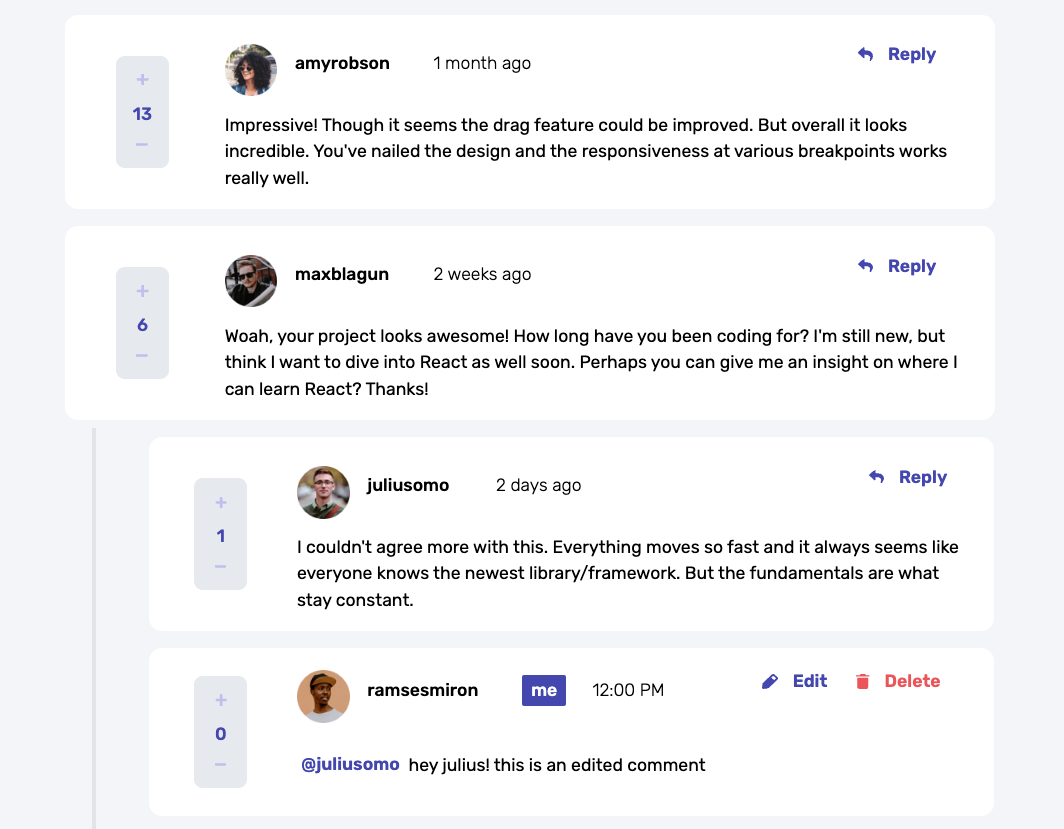 amyrobson 1 month ago Reply
+
13
−
Impressive! Though it seems the drag feature could be improved. But overall it looks
incredible. You've nailed the design and the responsiveness at various breakpoints works
really well.
maxblagun 2 weeks ago Reply
+
6
−
Woah, your project looks awesome! How long have you been coding for? I'm still new, but
think I want to dive into React as well soon. Perhaps you can give me an insight on where I
can learn React? Thanks!
juliusomo 2 days ago Reply
+
1
−
I couldn't agree more with this. Everything moves so fast and it always seems like
everyone knows the newest library/framework. But the fundamentals are what
stay constant.
ramsesmiron me 12:00 PM Edit Delete
+
0
−
@juliusomo hey julius! this is an edited comment